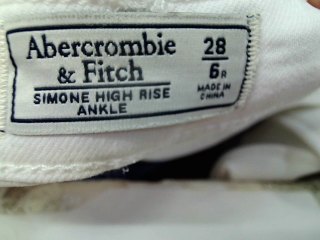 Abercrombie
& Fitch
SIMONE HIGH RISE
ANKLE
28
6R
MADE IN
CHINA